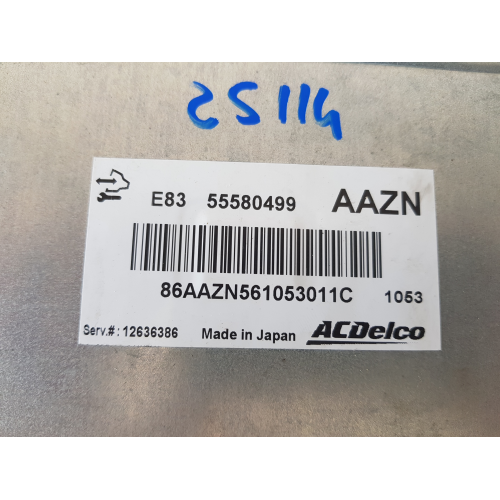 25114
E83 55580499 AAZN
86AAZN561053011C 1053
Serv.#: 12636386 Made in Japan ACDelco